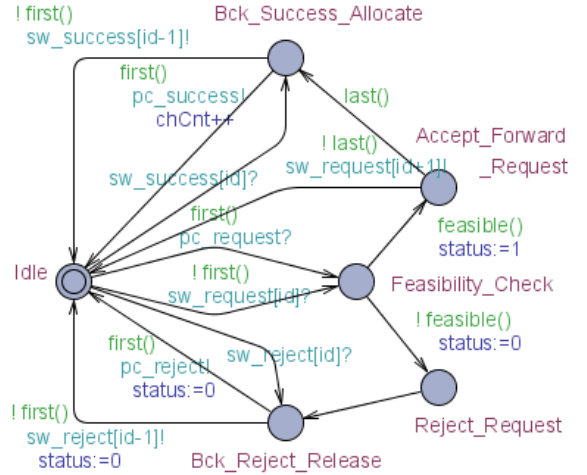 ! first()
Bck_Success_Allocate
sw_success[id-1]!
first()
pc_success!
chCnt++
last()
! last()
Accept_Forward
_Request
sw_request[id+1]!
sw_success[id]?
first()
pc_request?
feasible()
status:=1
Idle
! first()
Feasibility_Check
sw_request[id]?
! feasible()
status:=0
first()
sw_reject[id]?
pc_reject!
status:=0
! first()
sw_reject[id-1]!
status:=0
Reject_Request
Bck_Reject_Release